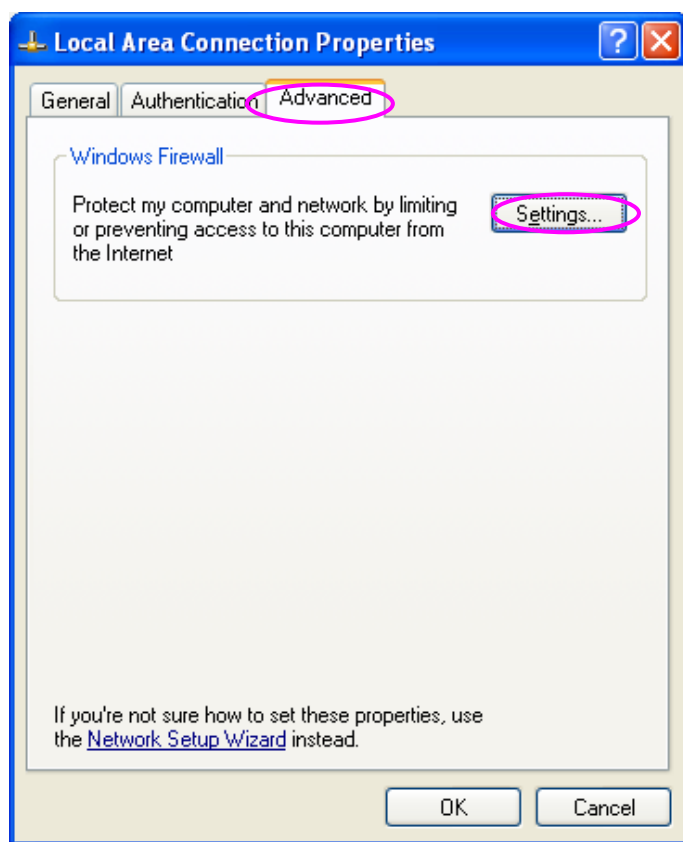 Local Area Connection Properties
General Authentication Advanced
Windows Firewall
Protect my computer and network by limiting
or preventing access to this computer from
the Internet
Settings...
If you're not sure how to set these properties, use
the Network Setup Wizard instead.
OK Cancel